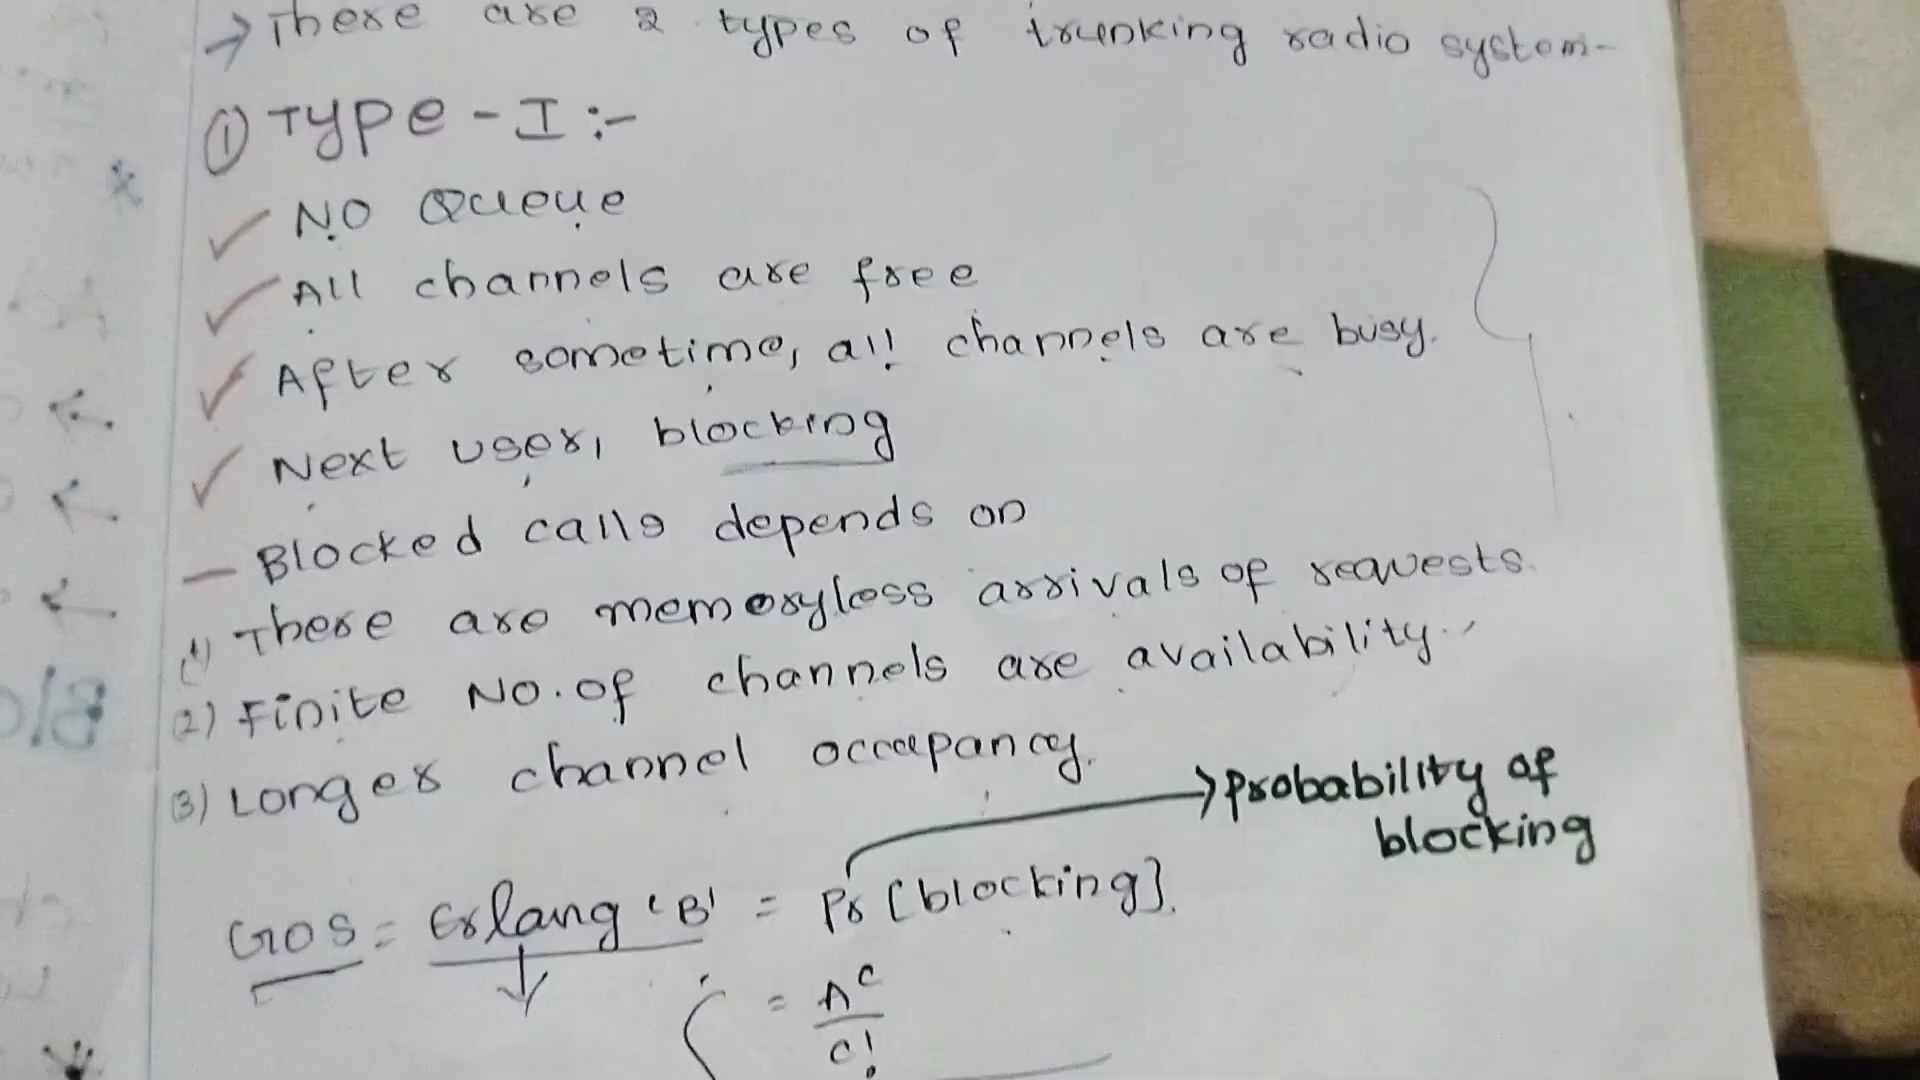 → There are 2 types of trunking radio system-
① Type - I :-
✓ No Queue
✓ All channels are free
✓ After sometime, all channels are busy.
✓ Next user, blocking
— Blocked calls depends on
(1) There are memoryless arrivals of requests.
(2) Finite No. of channels are availability.
(3) Longer channel occupancy.
→ Probability of
blocking
GOS = Erlang 'B' = Pr [blocking].
= A^C
C!